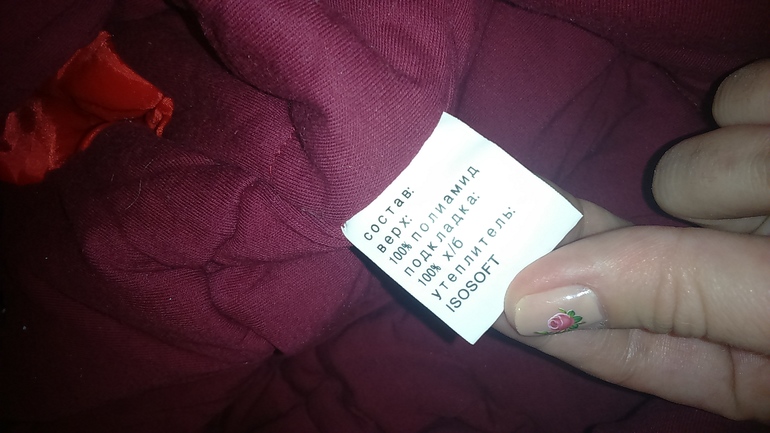 состав:
верх:
100% полиамид
подкладка:
100% х/б
утеплитель:
ISOSOFT